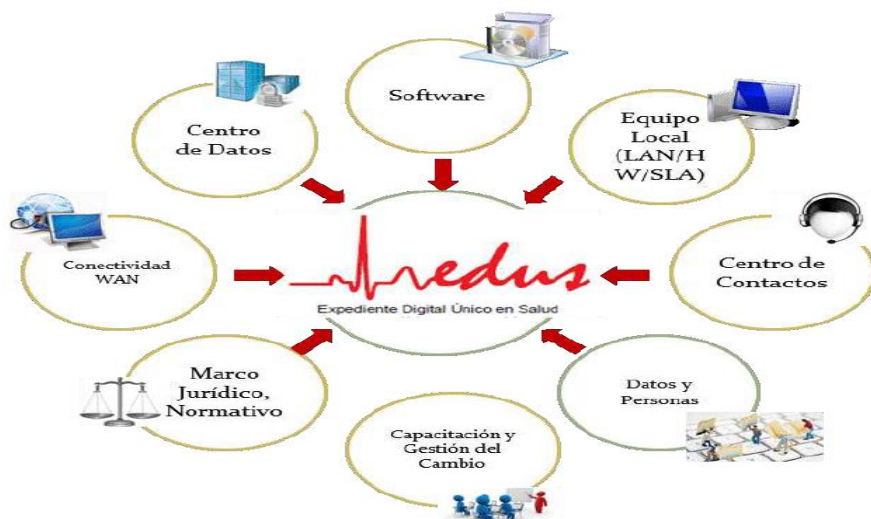 Software
Centro
de Datos
Equipo
Local
(LAN/H
W/SLA)
Conectividad
WAN
edus
Expediente Digital Único en Salud
Centro de
Contactos
Marco
Jurídico,
Normativo
Datos y
Personas
Capacitación y
Gestión del
Cambio